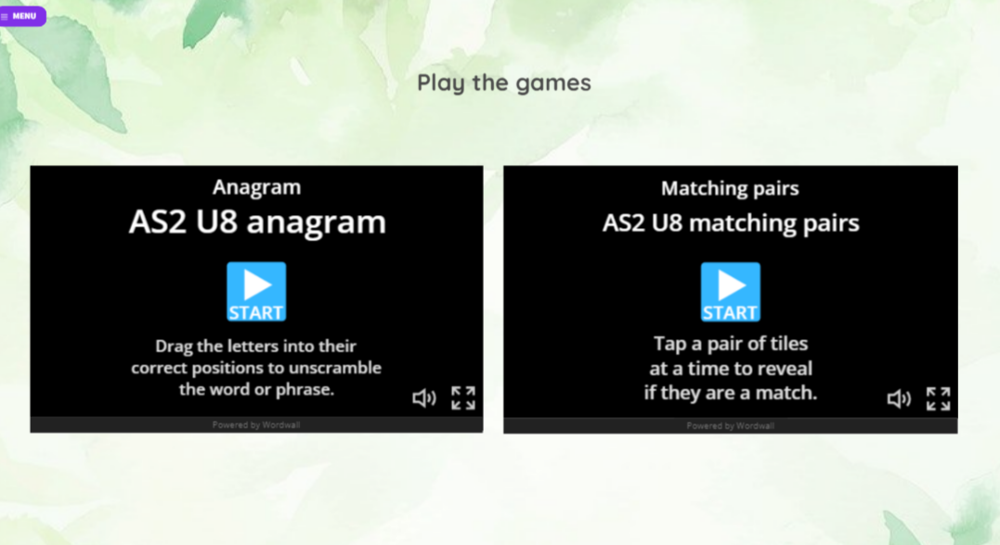 MENU
Play the games
Anagram
AS2 U8 anagram
START
Drag the letters into their
correct positions to unscramble
the word or phrase.
Powered by Wordwall
Matching pairs
AS2 U8 matching pairs
START
Tap a pair of tiles
at a time to reveal
if they are a match.
Powered by Wordwall